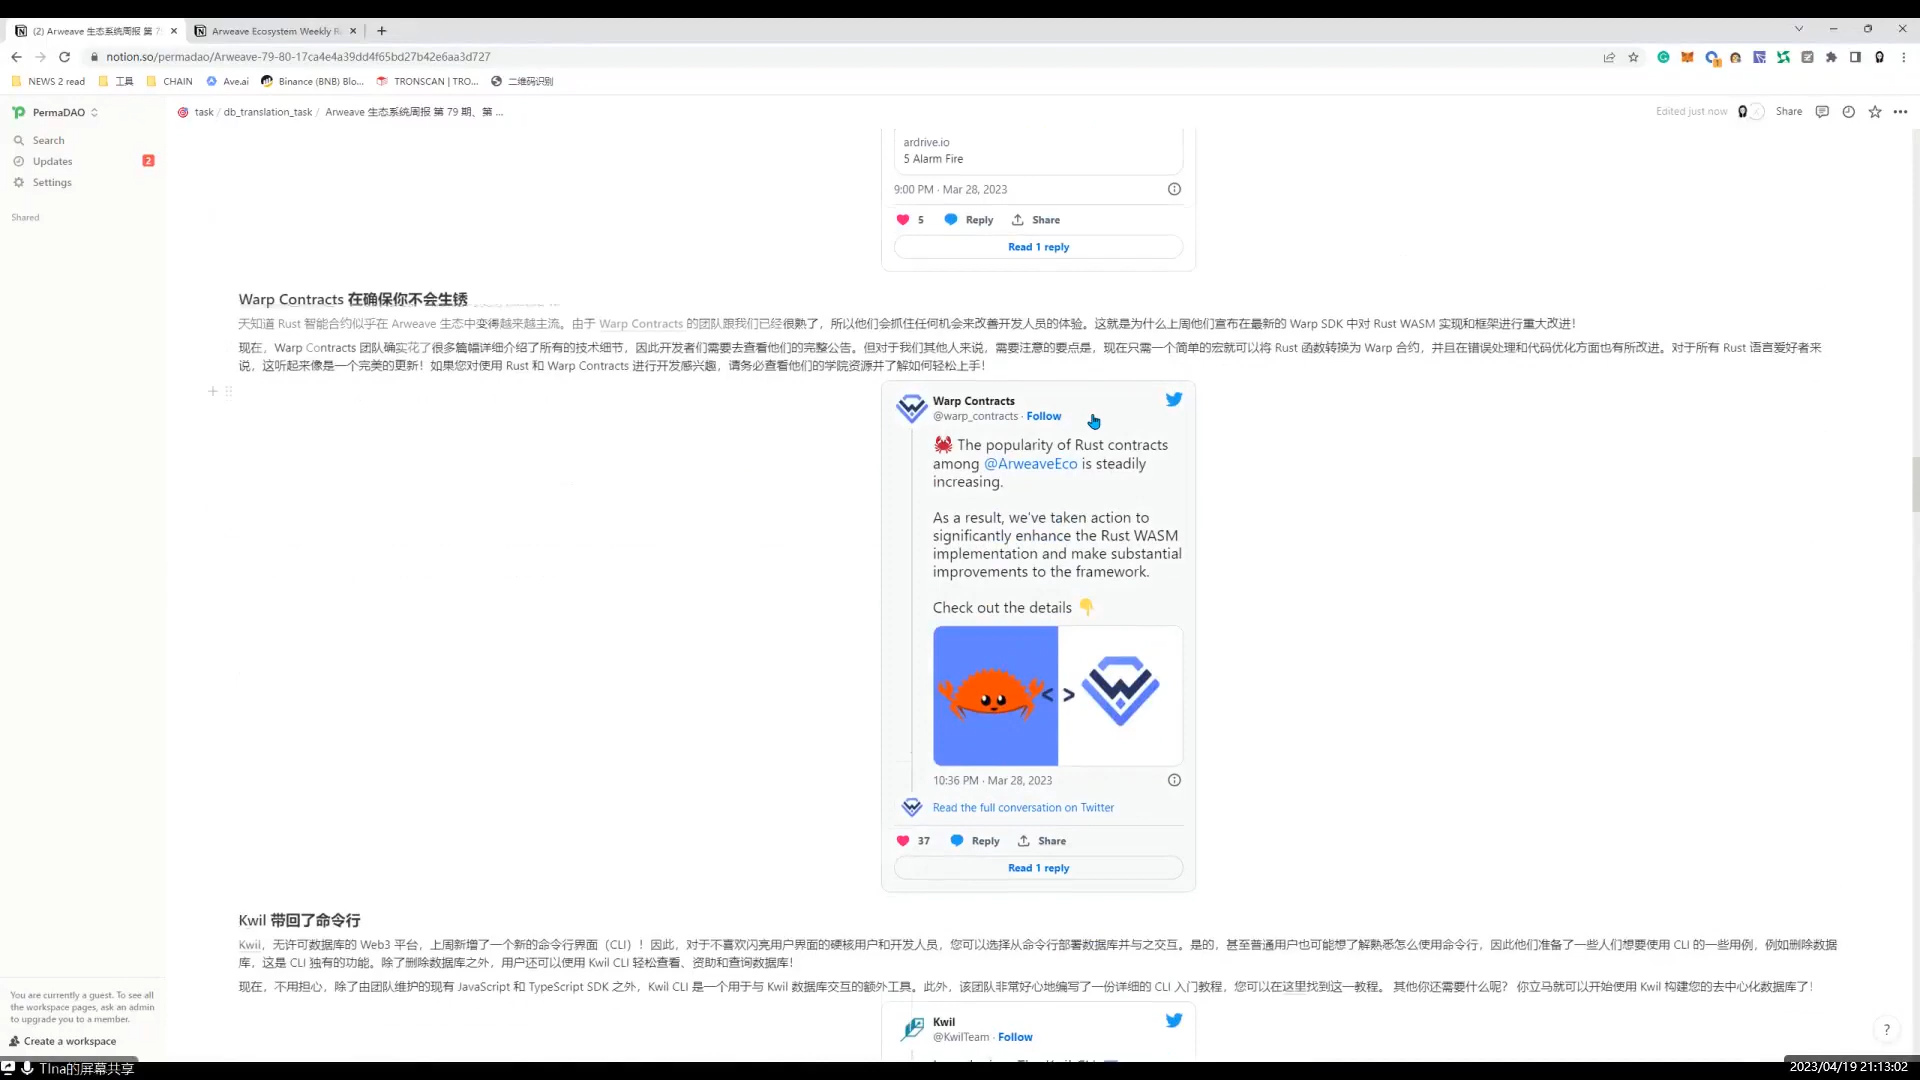 (2) Arweave 生态系统周报 第 7
Arweave Ecosystem Weekly R
notion.so/permadao/Arweave-79-80-17ca4e4a39dd4f65bd27b42e6aa3d727
NEWS 2 read
工具
CHAIN
Ave.ai
Binance (BNB) Blo...
TRONSCAN | TRO...
二维码识别
PermaDAO
task / db_translation_task / Arweave 生态系统周报 第 79 期、第 ...
Edited just now
Share
Search
Updates
2
Settings
Shared
ardrive.io
5 Alarm Fire
9:00 PM · Mar 28, 2023
5 Reply Share
Read 1 reply
Warp Contracts 在确保你不会生锈
天知道 Rust 智能合约似乎在 Arweave 生态中变得越来越主流。由于 Warp Contracts 的团队跟我们已经很熟了，所以他们会抓住任何机会来改善开发人员的体验。这就是为什么上周他们宣布在最新的 Warp SDK 中对 Rust WASM 实现和框架进行重大改进！
现在，Warp Contracts 团队确实花了很多篇幅详细介绍了所有的技术细节，因此开发者们需要去查看他们的完整公告。但对于我们其他人来说，需要注意的要点是，现在只需一个简单的宏就可以将 Rust 函数转换为 Warp 合约，并且在错误处理和代码优化方面也有所改进。对于所有 Rust 语言爱好者来
说，这听起来像是一个完美的更新！如果您对使用 Rust 和 Warp Contracts 进行开发感兴趣，请务必查看他们的学院资源并了解如何轻松上手！
Warp Contracts
@warp_contracts · Follow
🦀 The popularity of Rust contracts
among @ArweaveEco is steadily
increasing.
As a result, we've taken action to
significantly enhance the Rust WASM
implementation and make substantial
improvements to the framework.
Check out the details 👇
< >
10:36 PM · Mar 28, 2023
Read the full conversation on Twitter
37 Reply Share
Read 1 reply
Kwil 带回了命令行
Kwil，无许可数据库的 Web3 平台，上周新增了一个新的命令行界面（CLI）！因此，对于不喜欢闪亮用户界面的硬核用户和开发人员，您可以选择从命令行部署数据库并与之交互。是的，甚至普通用户也可能想了解熟悉怎么使用命令行，因此他们准备了一些人们想要使用 CLI 的一些用例，例如删除数据
库，这是 CLI 独有的功能。除了删除数据库之外，用户还可以使用 Kwil CLI 轻松查看、资助和查询数据库！
现在，不用担心，除了由团队维护的现有 JavaScript 和 TypeScript SDK 之外，Kwil CLI 是一个用于与 Kwil 数据库交互的额外工具。此外，该团队非常好心地编写了一份详细的 CLI 入门教程，您可以在这里找到这一教程。 其他你还需要什么呢？ 你立马就可以开始使用 Kwil 构建您的去中心化数据库了！
Kwil
@KwilTeam · Follow
You are currently a guest. To see all
the workspace pages, ask an admin
to upgrade you to a member.
Create a workspace
?
TIna的屏幕共享
2023/04/19 21:13:02